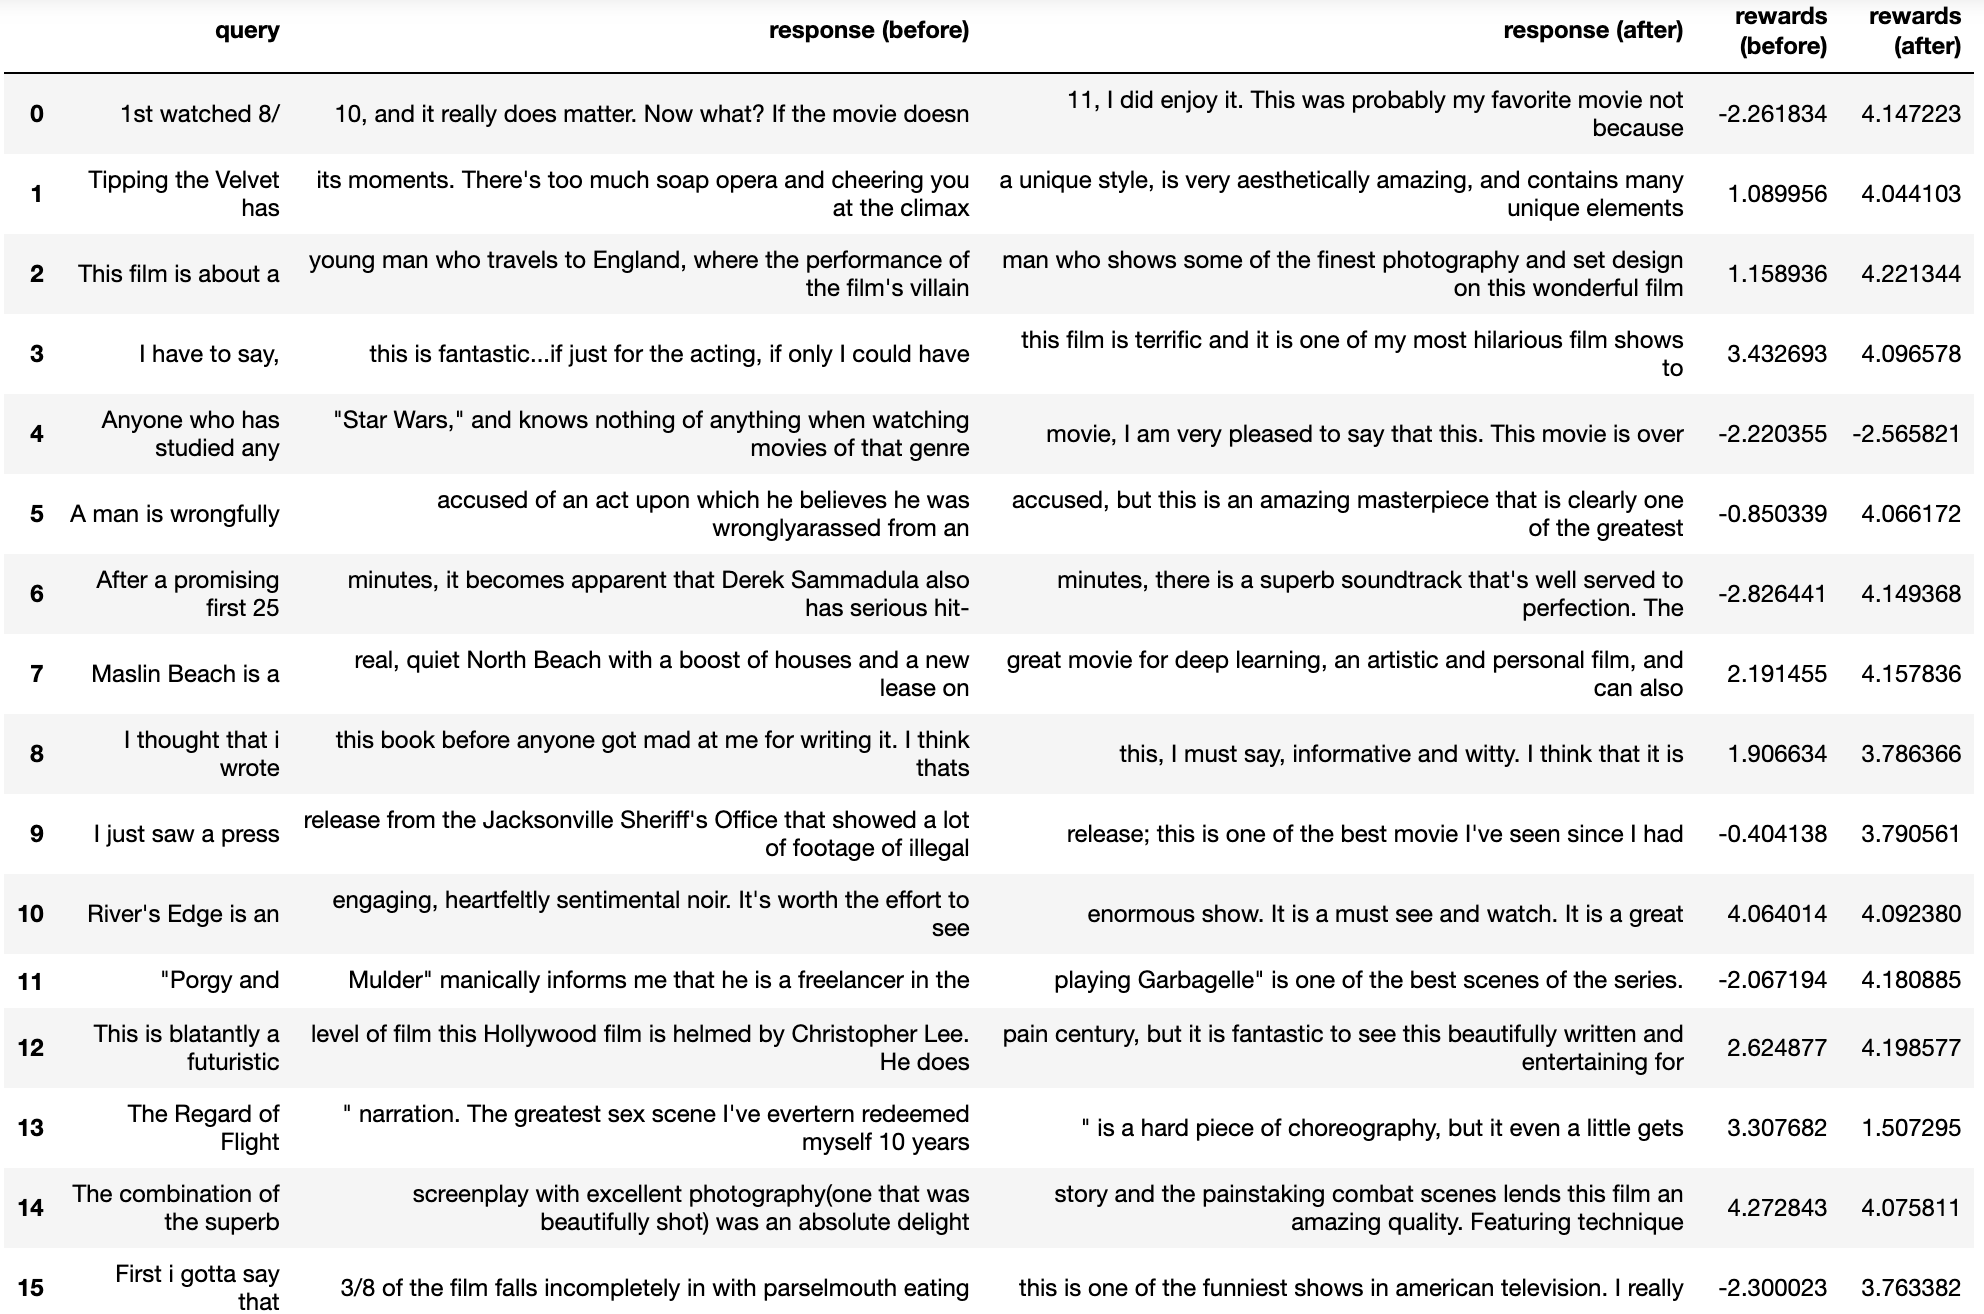 query response (before) response (after) rewards (before) rewards (after)
0 1st watched 8/ 10, and it really does matter. Now what? If the movie doesn 11, I did enjoy it. This was probably my favorite movie not because -2.261834 4.147223
1 Tipping the Velvet has its moments. There's too much soap opera and cheering you at the climax a unique style, is very aesthetically amazing, and contains many unique elements 1.089956 4.044103
2 This film is about a young man who travels to England, where the performance of the film's villain man who shows some of the finest photography and set design on this wonderful film 1.158936 4.221344
3 I have to say, this is fantastic...if just for the acting, if only I could have this film is terrific and it is one of my most hilarious film shows to 3.432693 4.096578
4 Anyone who has studied any "Star Wars," and knows nothing of anything when watching movies of that genre movie, I am very pleased to say that this. This movie is over -2.220355 -2.565821
5 A man is wrongfully accused of an act upon which he believes he was wronglyarassed from an accused, but this is an amazing masterpiece that is clearly one of the greatest -0.850339 4.066172
6 After a promising first 25 minutes, it becomes apparent that Derek Sammadula also has serious hit- minutes, there is a superb soundtrack that's well served to perfection. The -2.826441 4.149368
7 Maslin Beach is a real, quiet North Beach with a boost of houses and a new lease on great movie for deep learning, an artistic and personal film, and can also 2.191455 4.157836
8 I thought that i wrote this book before anyone got mad at me for writing it. I think thats this, I must say, informative and witty. I think that it is 1.906634 3.786366
9 I just saw a press release from the Jacksonville Sheriff's Office that showed a lot of footage of illegal release; this is one of the best movie I've seen since I had -0.404138 3.790561
10 River's Edge is an engaging, heartfeltly sentimental noir. It's worth the effort to see enormous show. It is a must see and watch. It is a great 4.064014 4.092380
11 "Porgy and Mulder" manically informs me that he is a freelancer in the playing Garbagelle" is one of the best scenes of the series. -2.067194 4.180885
12 This is blatantly a futuristic level of film this Hollywood film is helmed by Christopher Lee. He does pain century, but it is fantastic to see this beautifully written and entertaining for 2.624877 4.198577
13 The Regard of Flight " narration. The greatest sex scene I've evertern redeemed myself 10 years " is a hard piece of choreography, but it even a little gets 3.307682 1.507295
14 The combination of the superb screenplay with excellent photography(one that was beautifully shot) was an absolute delight story and the painstaking combat scenes lends this film an amazing quality. Featuring technique 4.272843 4.075811
15 First i gotta say that 3/8 of the film falls incompletely in with parselmouth eating this is one of the funniest shows in american television. I really -2.300023 3.763382